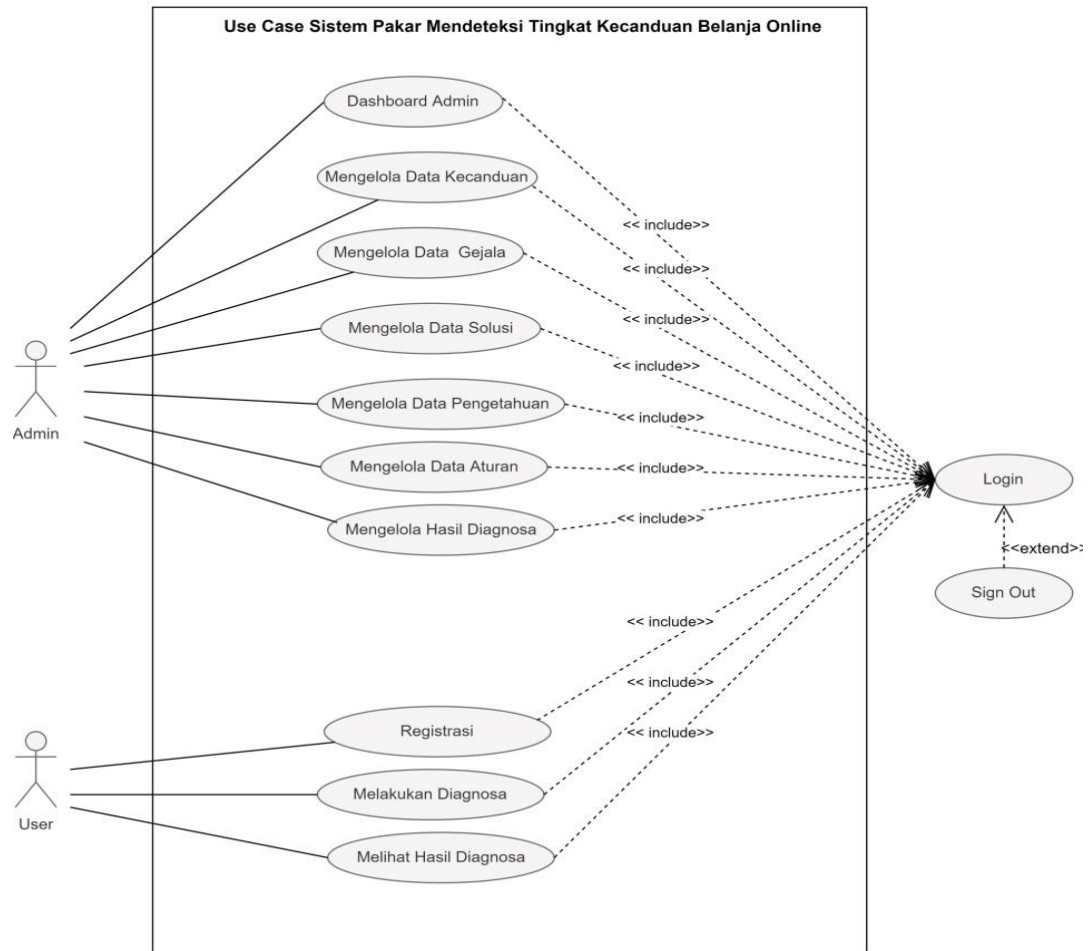 Use Case Sistem Pakar Mendeteksi Tingkat Kecanduan Belanja Online
Dashboard Admin
Mengelola Data Kecanduan
<< include>>
Mengelola Data  Gejala
<< include>>
<< include>>
Mengelola Data Solusi
<< include>>
Mengelola Data Pengetahuan
<< include>>
Admin
Mengelola Data Aturan
<< include>>
Login
Mengelola Hasil Diagnosa
<< include>>
<<extend>>
Sign Out
<< include>>
<< include>>
Registrasi
<< include>>
Melakukan Diagnosa
User
Melihat Hasil Diagnosa